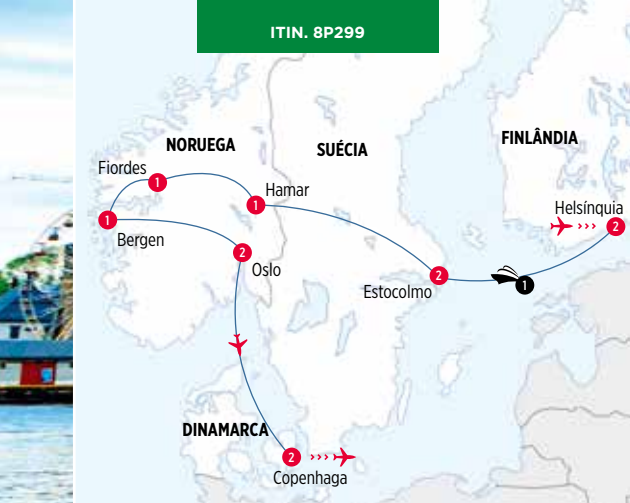 ITIN. 8P299
NORUEGA
SUÉCIA
FINLÂNDIA
Fiordes
1
Hamar
1
1
Bergen
Helsínquia
››› 2
2
Oslo
2
Estocolmo
1
DINAMARCA
2 ›››
Copenhaga